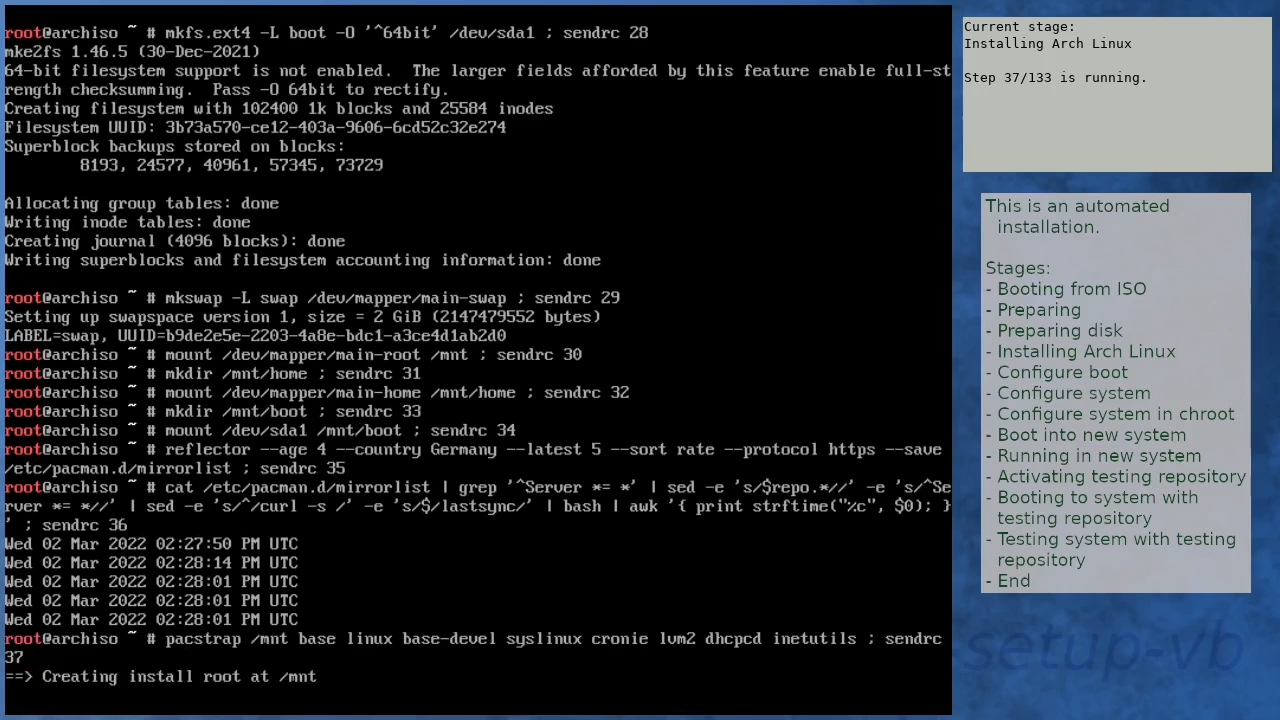 root@archiso ~ # mkfs.ext4 -L boot -O '^64bit' /dev/sda1 ; sendrc 28
mke2fs 1.46.5 (30-Dec-2021)
64-bit filesystem support is not enabled.  The larger fields afforded by this feature enable full-st
rength checksumming.  Pass -O 64bit to rectify.
Creating filesystem with 102400 1k blocks and 25584 inodes
Filesystem UUID: 3b73a570-ce12-403a-9606-6cd52c32e274
Superblock backups stored on blocks:
        8193, 24577, 40961, 57345, 73729
Allocating group tables: done
Writing inode tables: done
Creating journal (4096 blocks): done
Writing superblocks and filesystem accounting information: done
root@archiso ~ # mkswap -L swap /dev/mapper/main-swap ; sendrc 29
Setting up swapspace version 1, size = 2 GiB (2147479552 bytes)
LABEL=swap, UUID=b9de2e5e-2203-4a8e-bdc1-a3ce4d1ab2d0
root@archiso ~ # mount /dev/mapper/main-root /mnt ; sendrc 30
root@archiso ~ # mkdir /mnt/home ; sendrc 31
root@archiso ~ # mount /dev/mapper/main-home /mnt/home ; sendrc 32
root@archiso ~ # mkdir /mnt/boot ; sendrc 33
root@archiso ~ # mount /dev/sda1 /mnt/boot ; sendrc 34
root@archiso ~ # reflector --age 4 --country Germany --latest 5 --sort rate --protocol https --save
/etc/pacman.d/mirrorlist ; sendrc 35
root@archiso ~ # cat /etc/pacman.d/mirrorlist | grep '^Server *= *' | sed -e 's/$repo.*//' -e 's/^Se
rver *= *//' | sed -e 's/^/curl -s /' -e 's/$/lastsync/' | bash | awk '{ print strftime("%c", $0); }
' ; sendrc 36
Wed 02 Mar 2022 02:27:50 PM UTC
Wed 02 Mar 2022 02:28:14 PM UTC
Wed 02 Mar 2022 02:28:01 PM UTC
Wed 02 Mar 2022 02:28:01 PM UTC
Wed 02 Mar 2022 02:28:01 PM UTC
root@archiso ~ # pacstrap /mnt base linux base-devel syslinux cronie lvm2 dhcpcd inetutils ; sendrc
37
==> Creating install root at /mnt
Current stage:
Installing Arch Linux
Step 37/133 is running.
This is an automated
installation.
Stages:
- Booting from ISO
- Preparing
- Preparing disk
- Installing Arch Linux
- Configure boot
- Configure system
- Configure system in chroot
- Boot into new system
- Running in new system
- Activating testing repository
- Booting to system with
testing repository
- Testing system with testing
repository
- End
-setup-vb